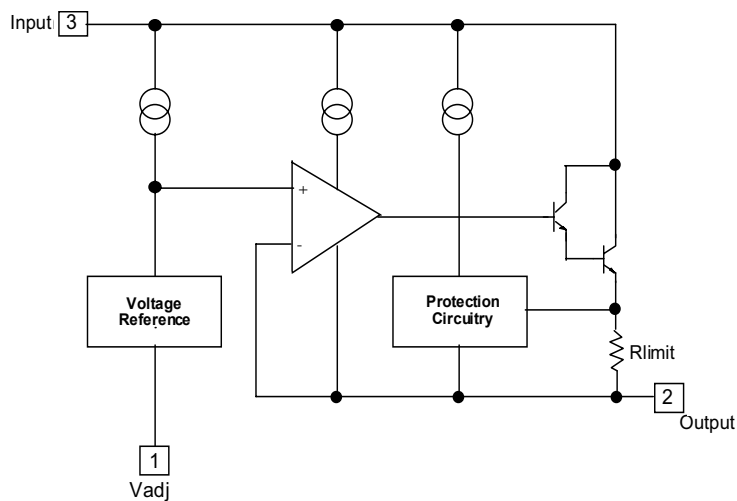 Input 3
+
-
Voltage
Reference
Protection
Circuitry
Rlimit
2
Output
1
Vadj